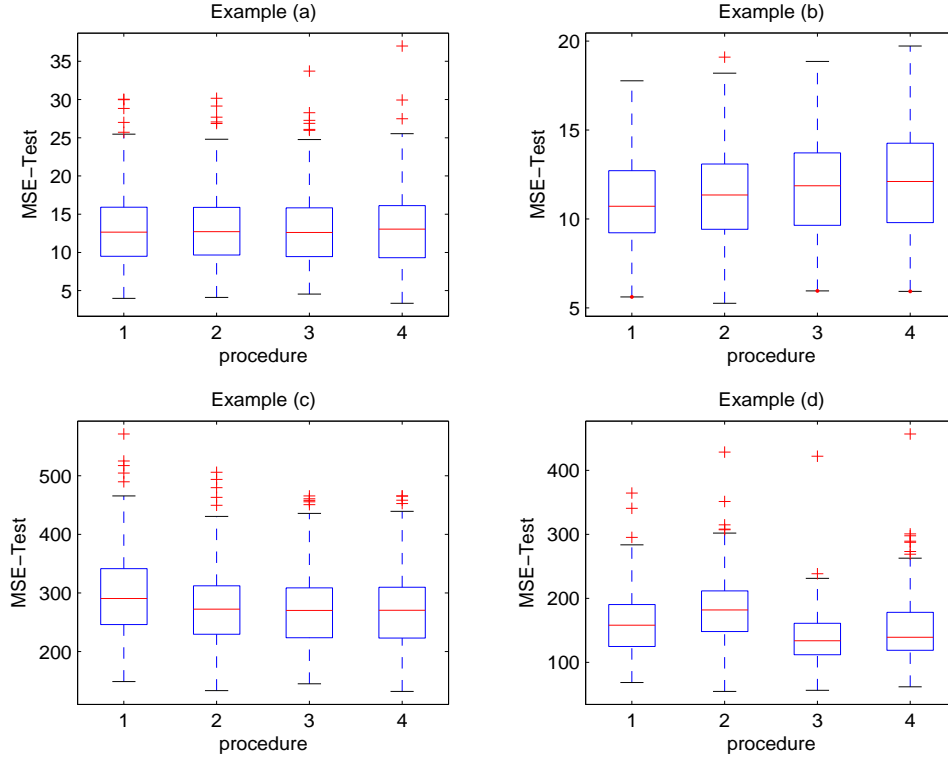 Example (a)
MSE−Test
35
30
25
20
15
10
5
1 2 3 4
procedure
Example (b)
MSE−Test
20
15
10
5
1 2 3 4
procedure
Example (c)
MSE−Test
500
400
300
200
1 2 3 4
procedure
Example (d)
MSE−Test
400
300
200
100
1 2 3 4
procedure